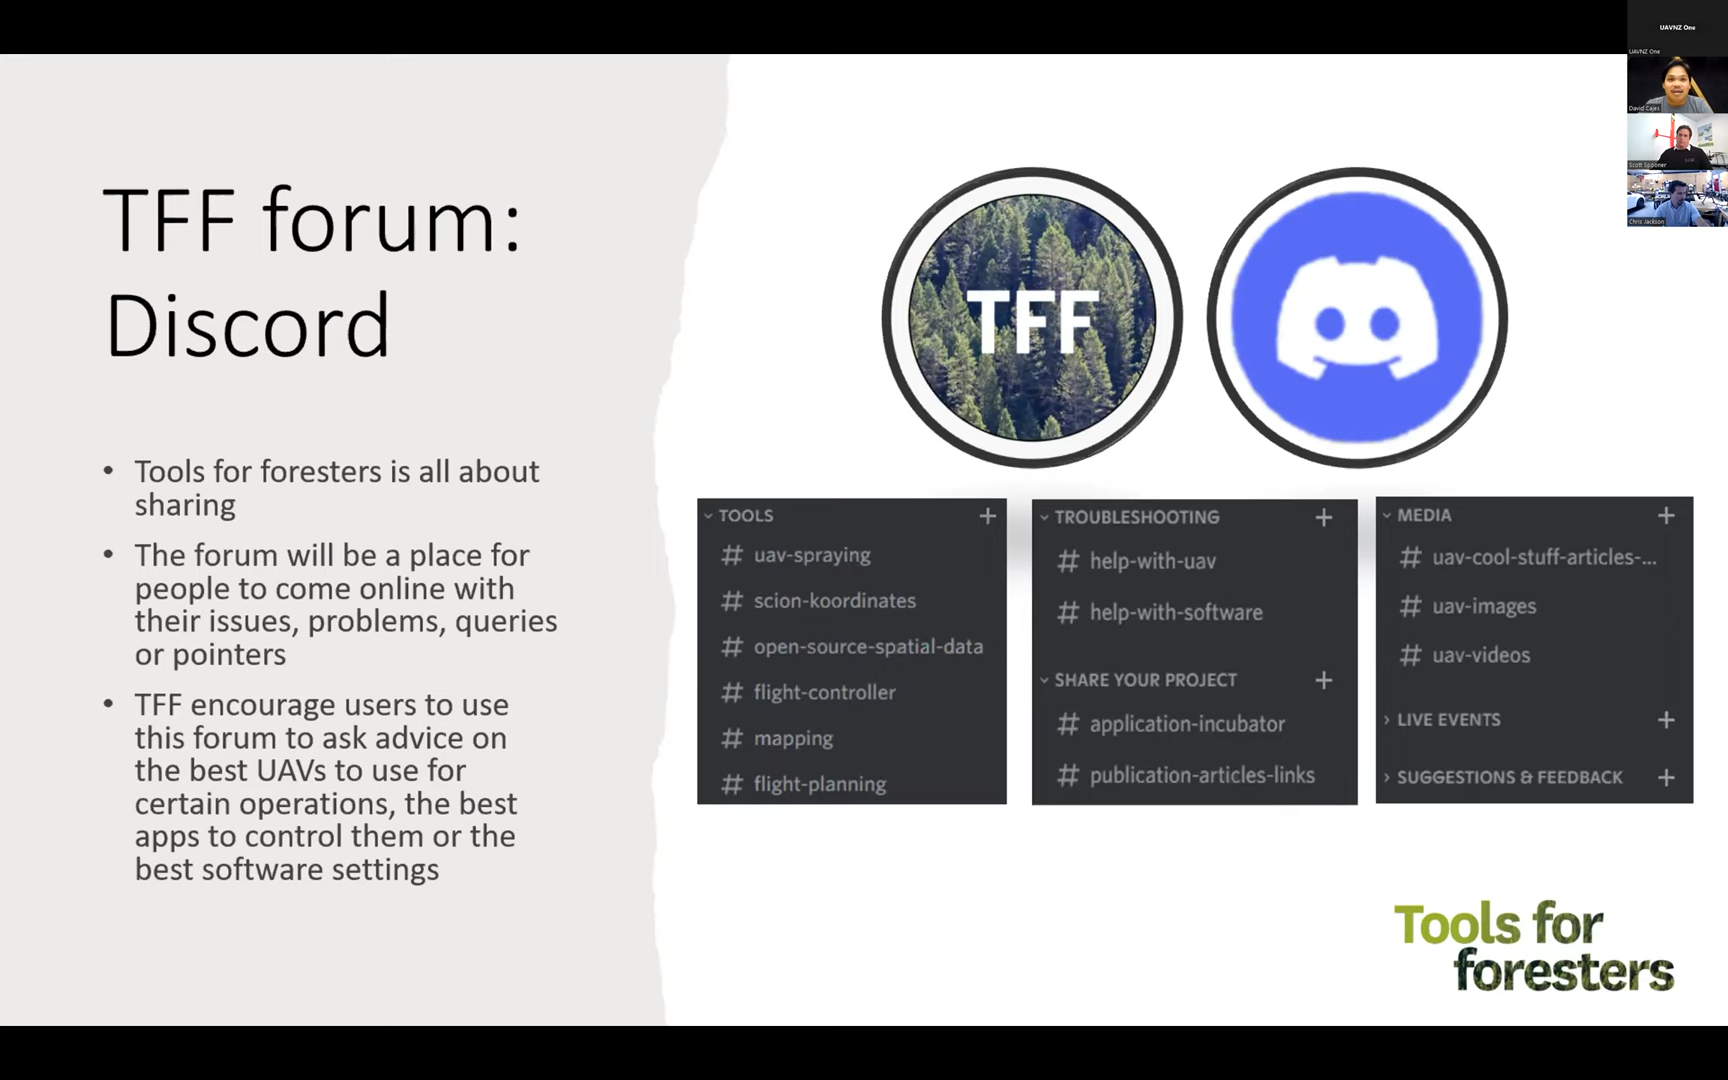 UAVNZ One
UAVNZ One
David Cajes
Scott Spooner
Chris Jackson
TFF forum:
Discord
• Tools for foresters is all about
sharing
• The forum will be a place for
people to come online with
their issues, problems, queries
or pointers
• TFF encourage users to use
this forum to ask advice on
the best UAVs to use for
certain operations, the best
apps to control them or the
best software settings
TFF
TOOLS +
# uav-spraying
# scion-koordinates
# open-source-spatial-data
# flight-controller
# mapping
# flight-planning
TROUBLESHOOTING +
# help-with-uav
# help-with-software
SHARE YOUR PROJECT +
# application-incubator
# publication-articles-links
MEDIA +
# uav-cool-stuff-articles-...
# uav-images
# uav-videos
LIVE EVENTS +
SUGGESTIONS & FEEDBACK +
Tools for
foresters